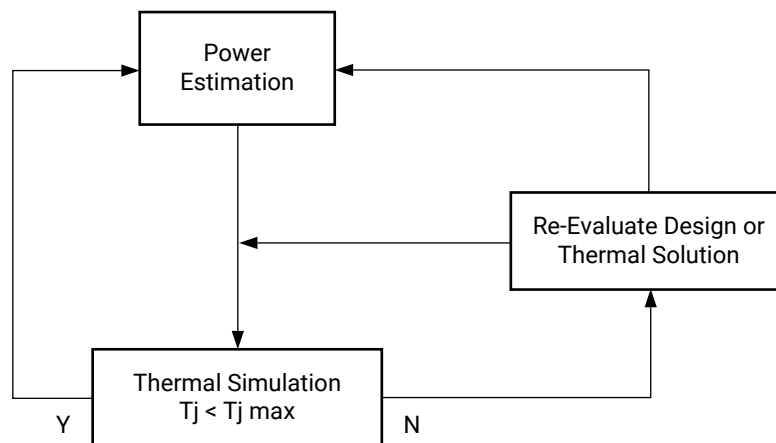 Power
Estimation
Re-Evaluate Design or
Thermal Solution
Thermal Simulation
Tj < Tj max
Y
N